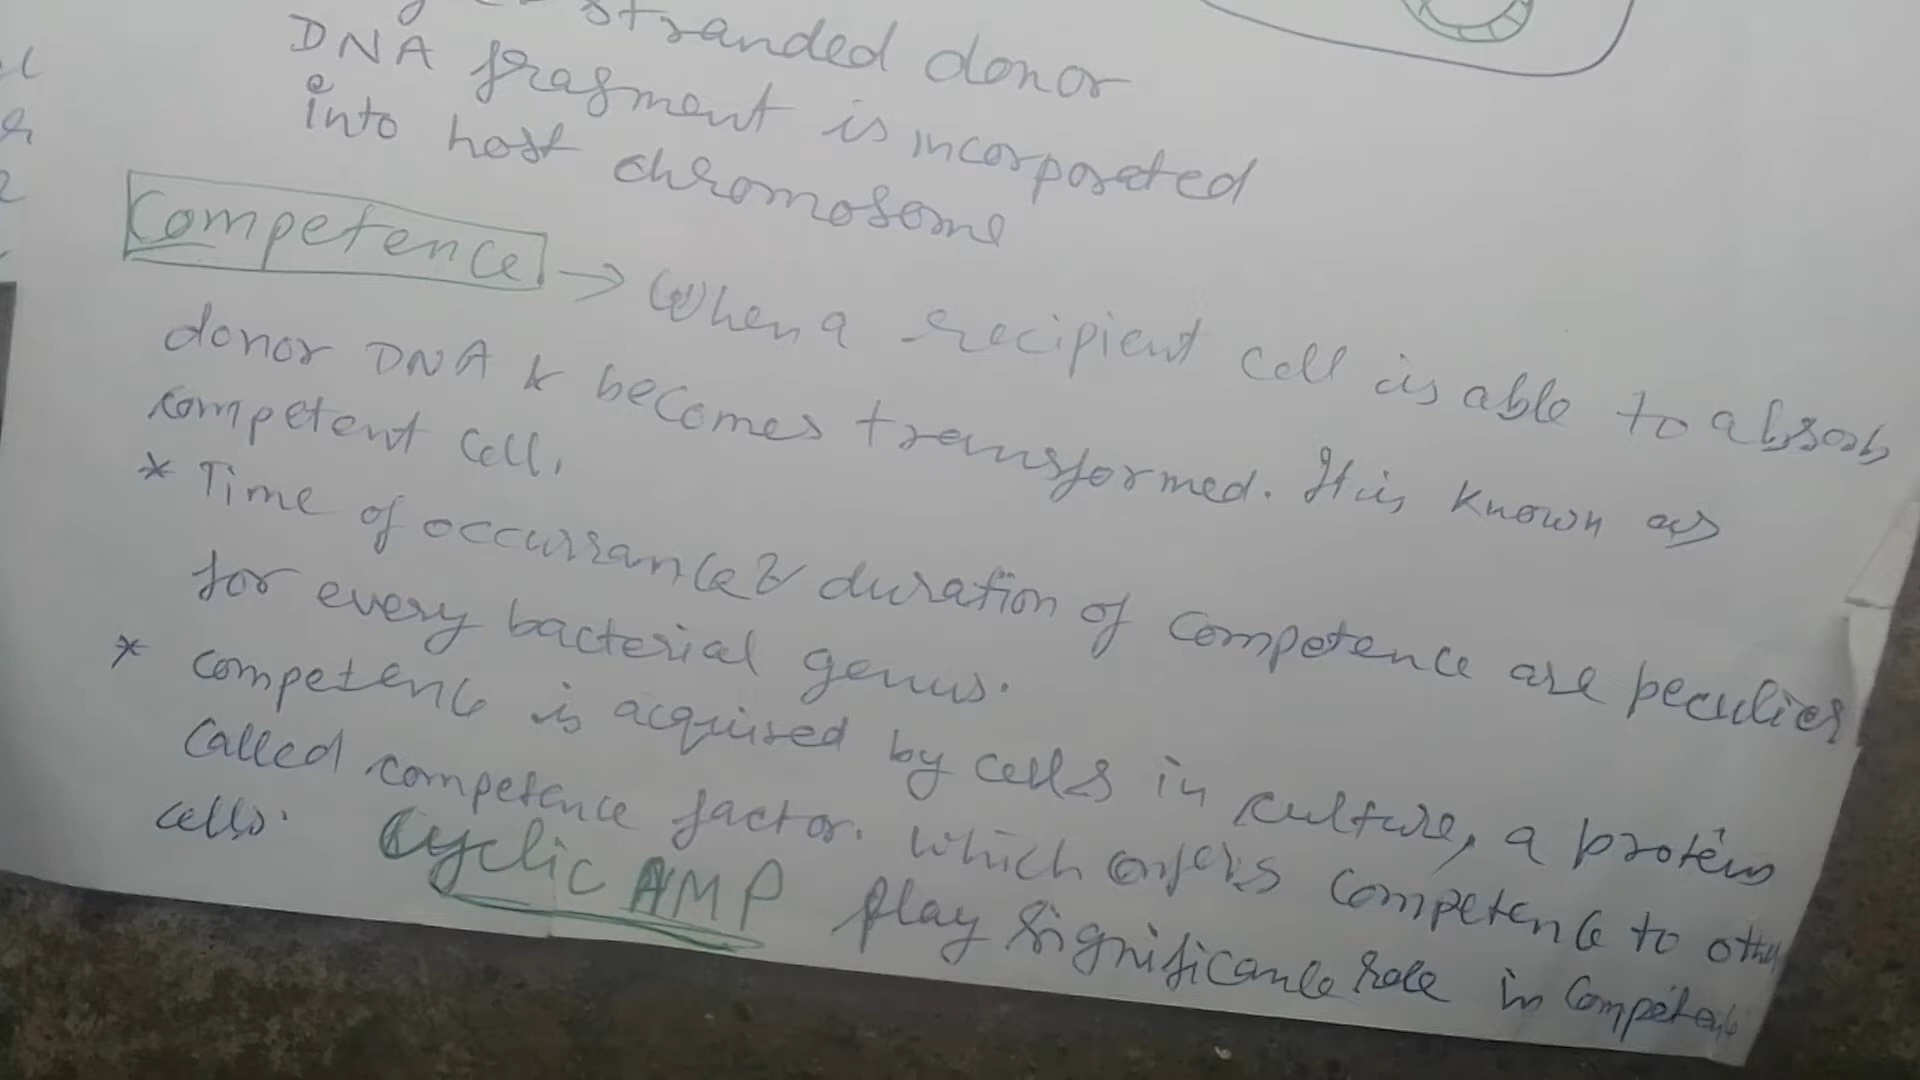 stranded donor
DNA fragment is incorporated
into host chromosome
Competence → When a recipient cell is able to absorb
donor DNA & becomes transformed. It is known as
competent cell.
* Time of occurrance & duration of competence are peculier
for every bacterial genus.
* competence is acquired by cells in culture, a protein
called competence factor. which confers competence to other
cells. Cyclic AMP play significance role in Competence